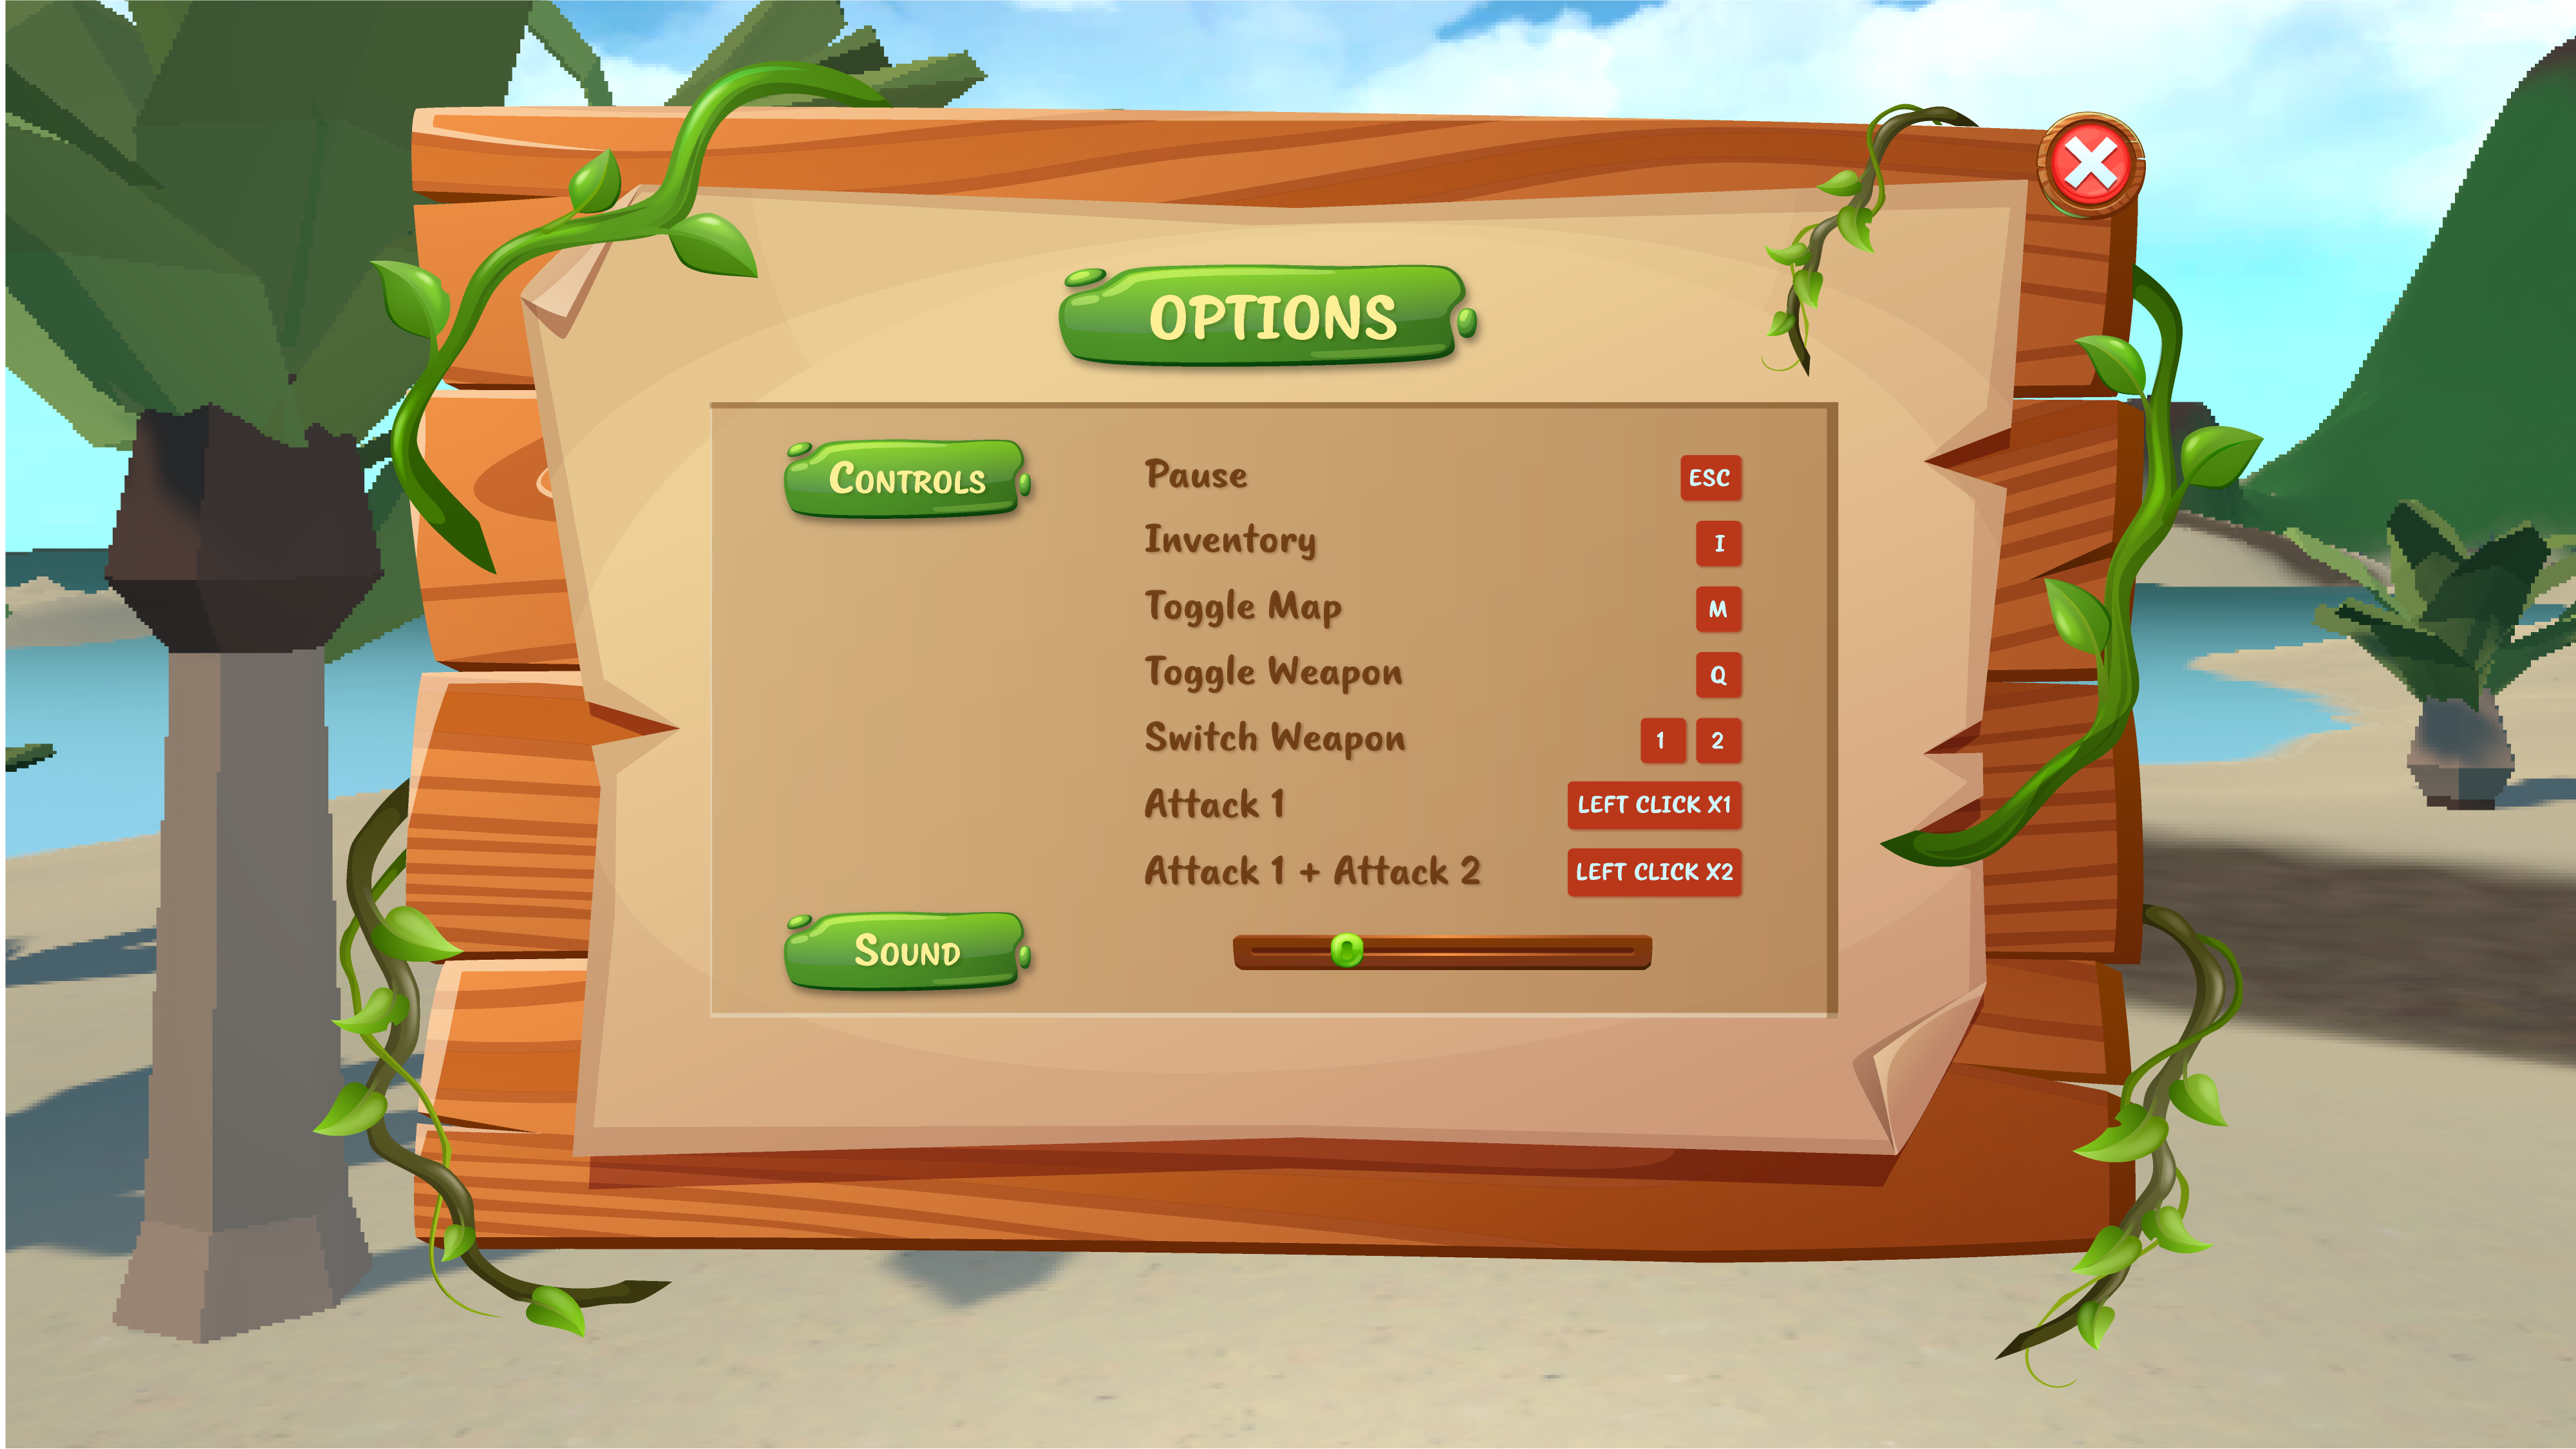 OPTIONS
CONTROLS
Pause ESC
Inventory I
Toggle Map M
Toggle Weapon Q
Switch Weapon 1 2
Attack 1 LEFT CLICK X1
Attack 1 + Attack 2 LEFT CLICK X2
SOUND